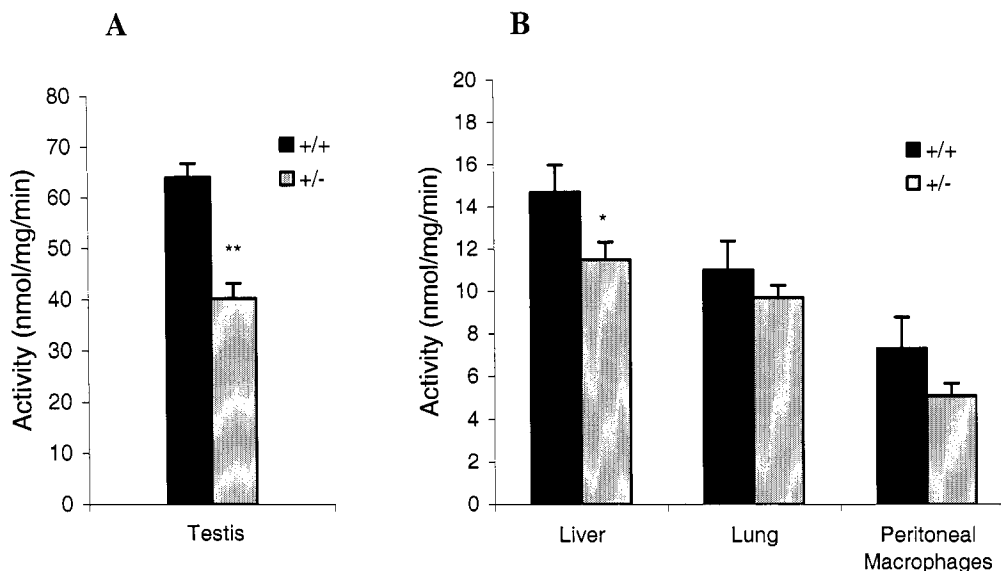 A
Activity (nmol/mg/min)
80
70
60
50
40
30
20
10
0
+/+
+/-
**
Testis
B
Activity (nmol/mg/min)
20
18
16
14
12
10
8
6
4
2
0
+/+
+/-
*
Liver
Lung
Peritoneal
Macrophages